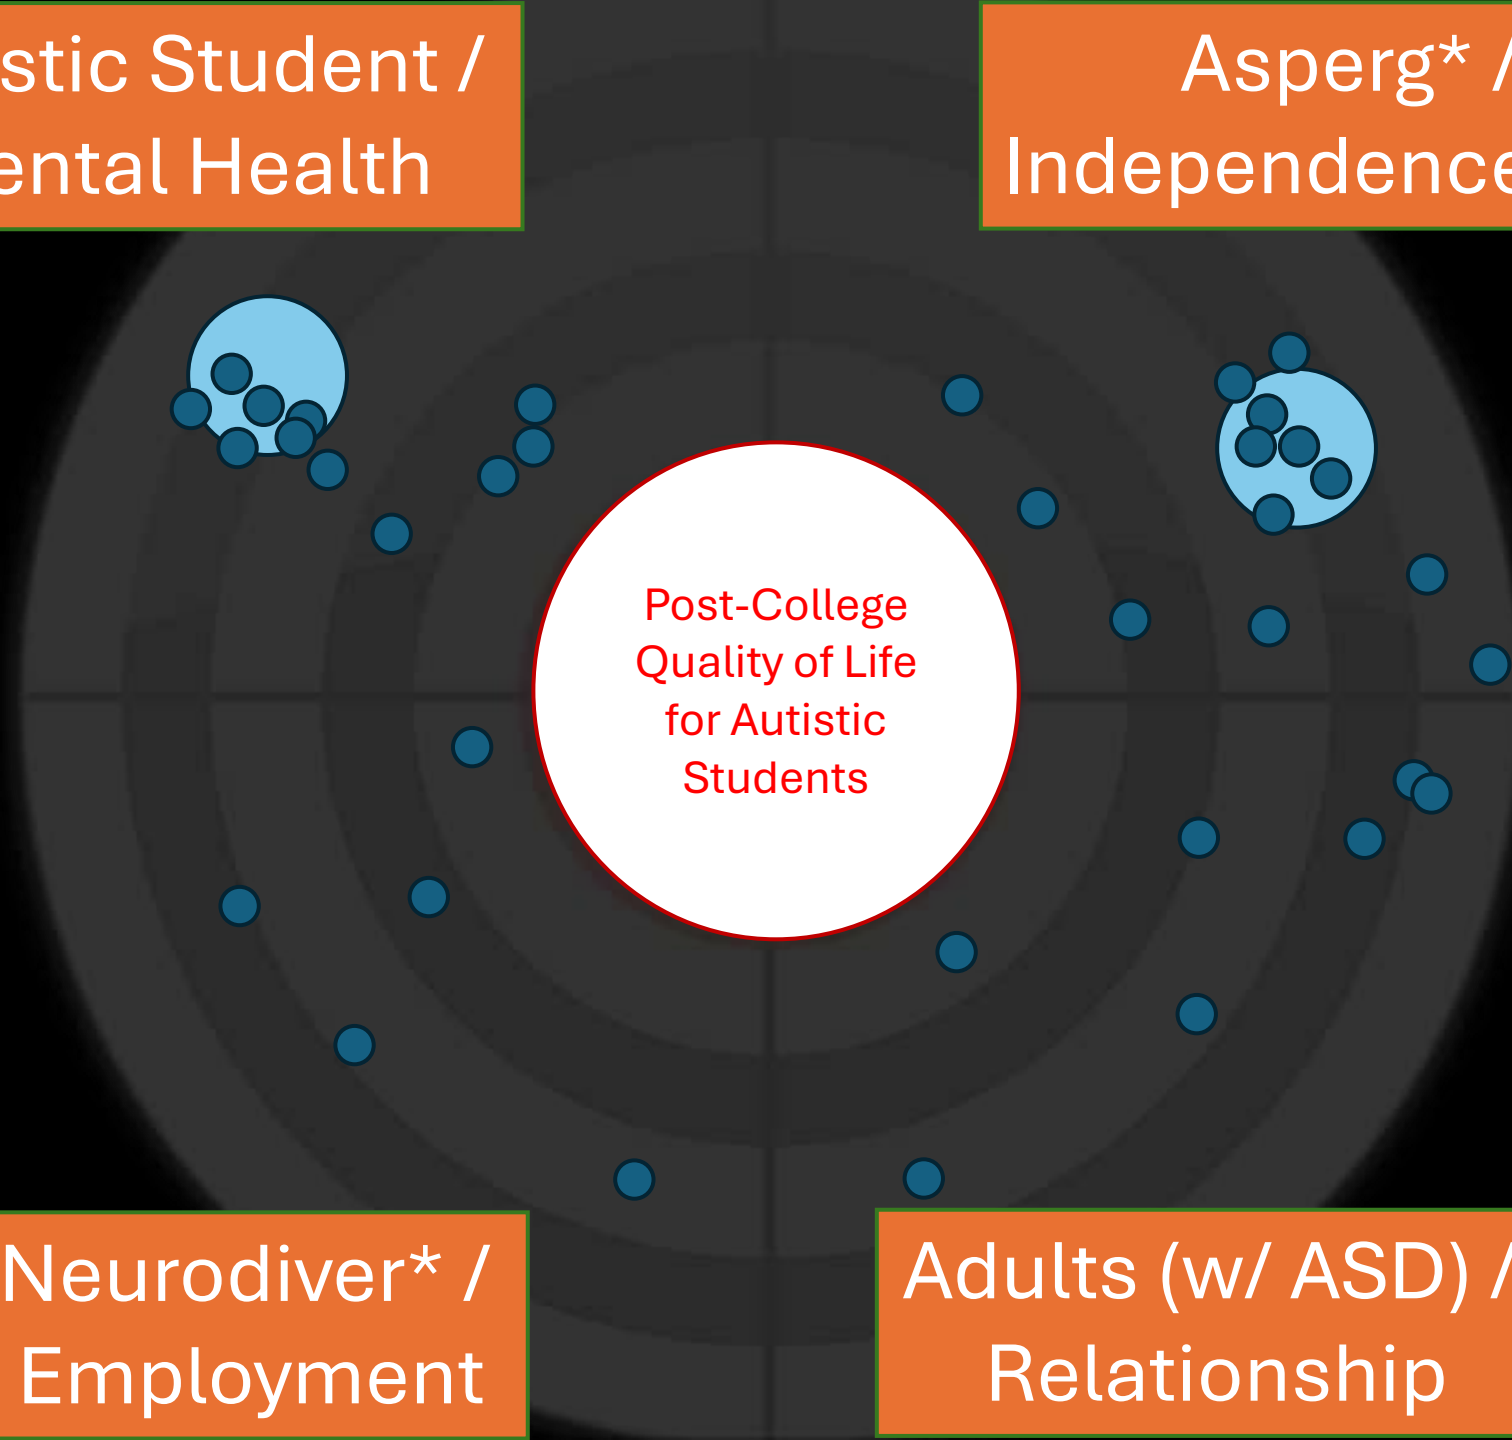 stic Student /
ental Health
Asperg* /
Independence
Post-College
Quality of Life
for Autistic
Students
Neurodiver* /
Employment
Adults (w/ ASD) /
Relationship